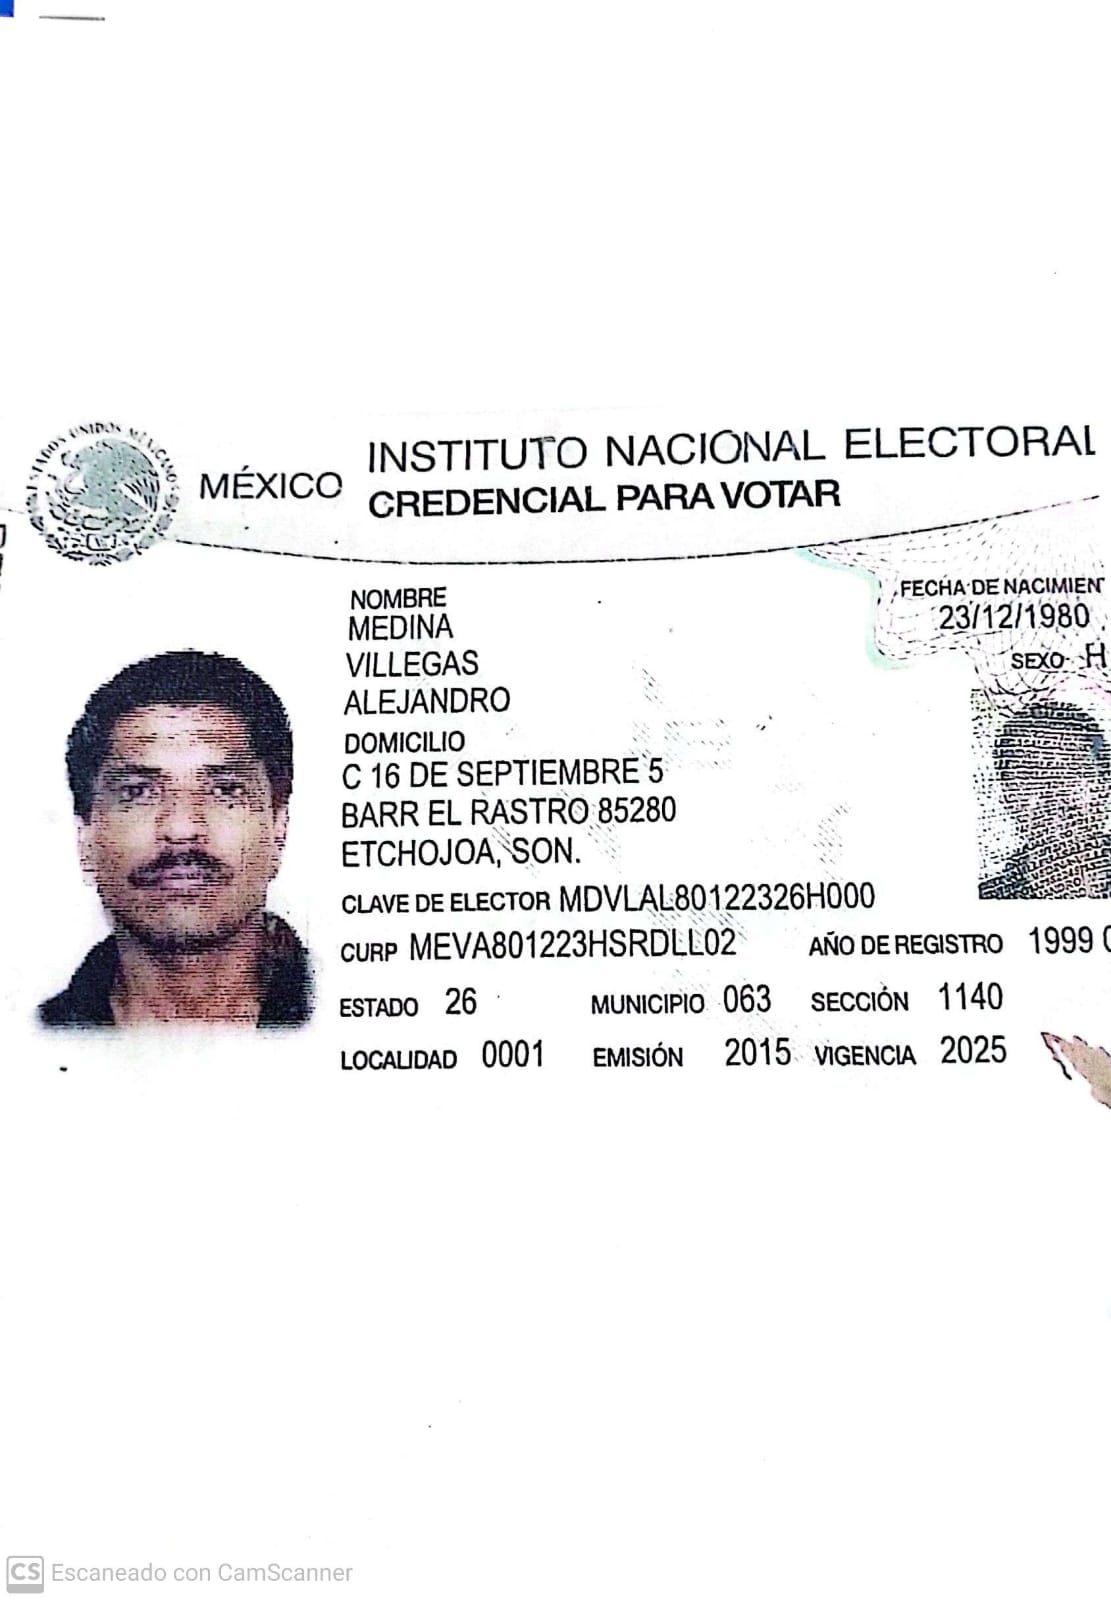 ESTADOS UNIDOS MEXICANOS
MÉXICO
INSTITUTO NACIONAL ELECTORAL
CREDENCIAL PARA VOTAR
NOMBRE
MEDINA
VILLEGAS
ALEJANDRO
FECHA DE NACIMIENT
23/12/1980
SEXO H
DOMICILIO
C 16 DE SEPTIEMBRE 5
BARR EL RASTRO 85280
ETCHOJOA, SON.
CLAVE DE ELECTOR MDVLAL80122326H000
CURP MEVA801223HSRDLL02 AÑO DE REGISTRO 1999 0
ESTADO 26 MUNICIPIO 063 SECCIÓN 1140
LOCALIDAD 0001 EMISIÓN 2015 VIGENCIA 2025
CS Escaneado con CamScanner